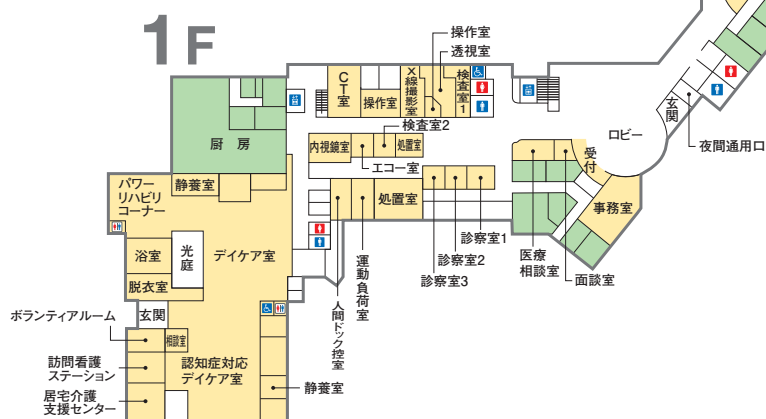 1F
操作室
透視室
CT室
操作室
X線撮影室
検査室1
検査室2
内視鏡室
処置室
エコー室
厨房
静養室
パワー
リハビリ
コーナー
浴室
光庭
デイケア室
脱衣室
玄関
ボランティアルーム
相談室
訪問看護
ステーション
居宅介護
支援センター
認知症対応
デイケア室
静養室
処置室
人間ドック控室
運動負荷室
診察室1
診察室2
診察室3
医療
相談室
面談室
受付
事務室
ロビー
玄関
夜間通用口